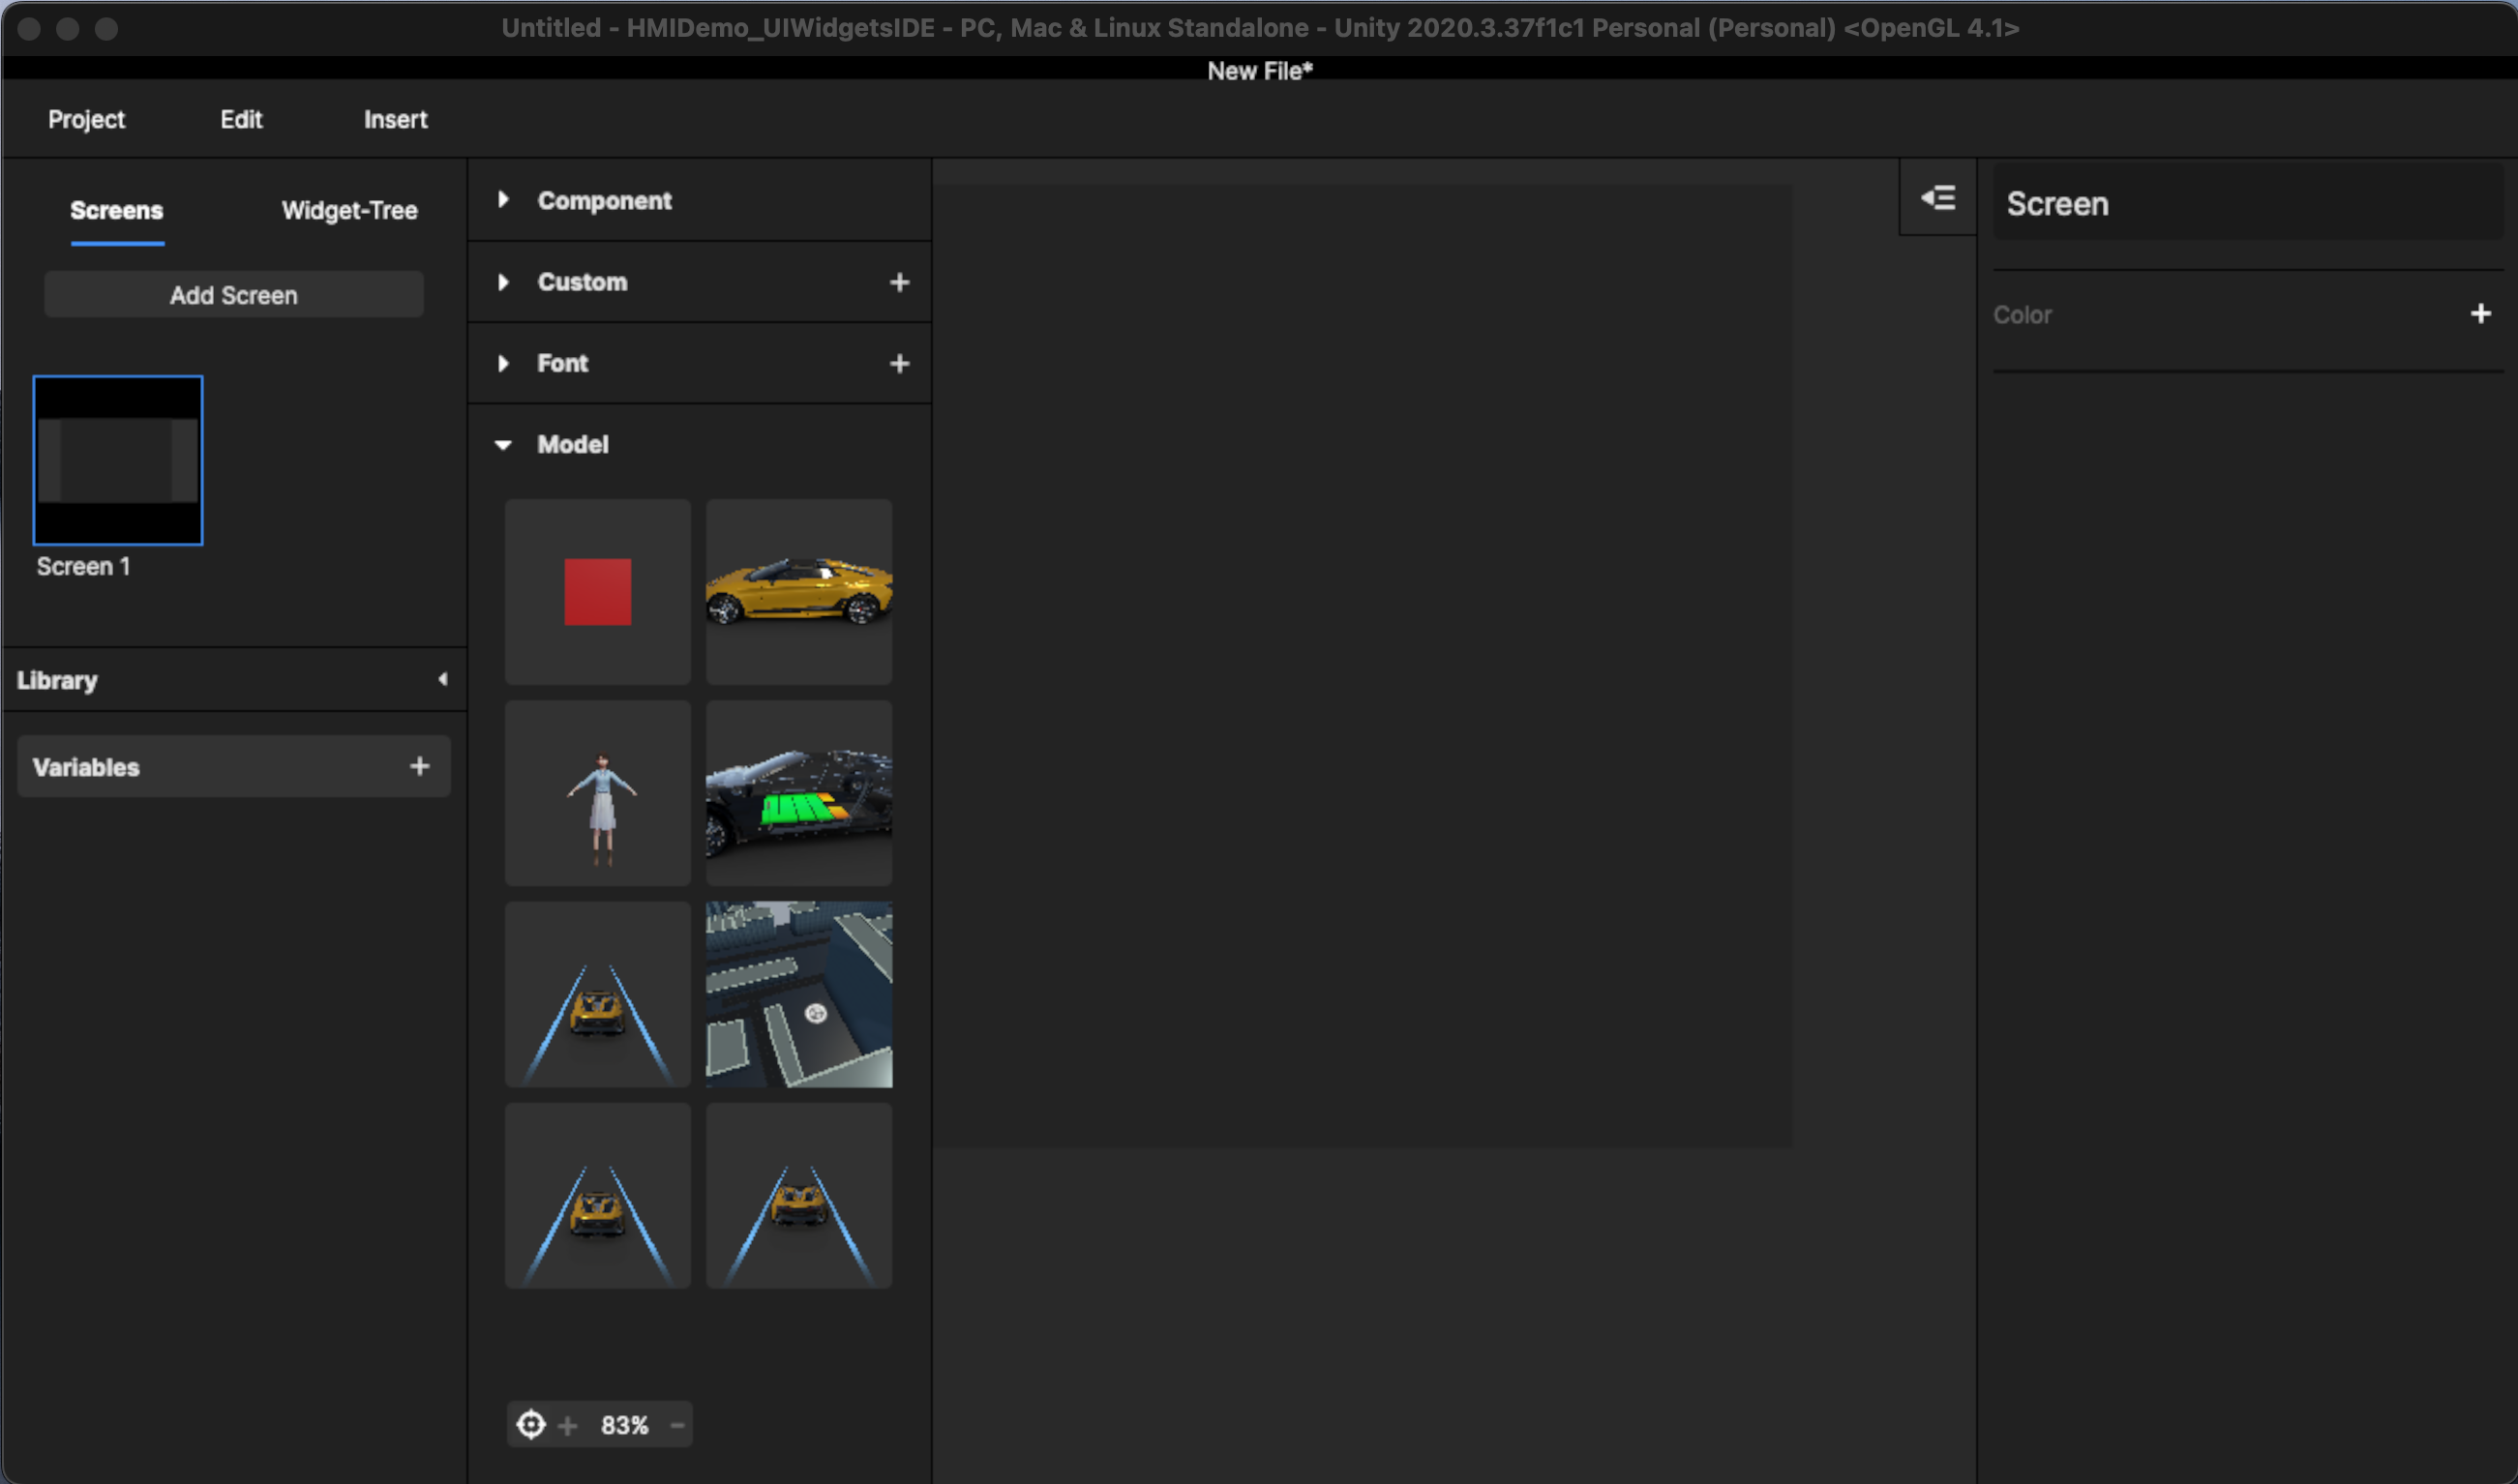 Untitled - HMIDemo_UIWidgetsIDE - PC, Mac & Linux Standalone - Unity 2020.3.37f1c1 Personal (Personal) <OpenGL 4.1>
New File*
Project Edit Insert
Screens Widget-Tree
Add Screen
Screen 1
Library
Variables +
Component
Custom +
Font +
Model
+ 83% −
Screen
Color +